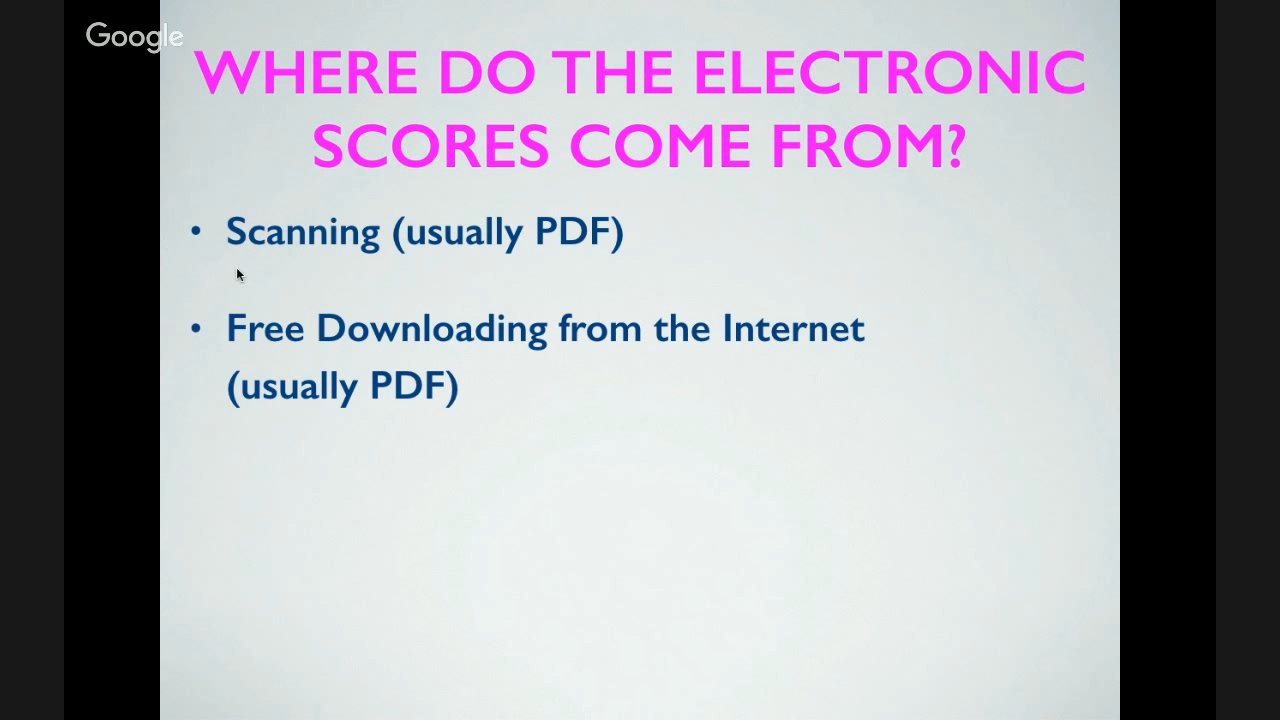 Google
WHERE DO THE ELECTRONIC
SCORES COME FROM?
• Scanning (usually PDF)
• Free Downloading from the Internet
(usually PDF)